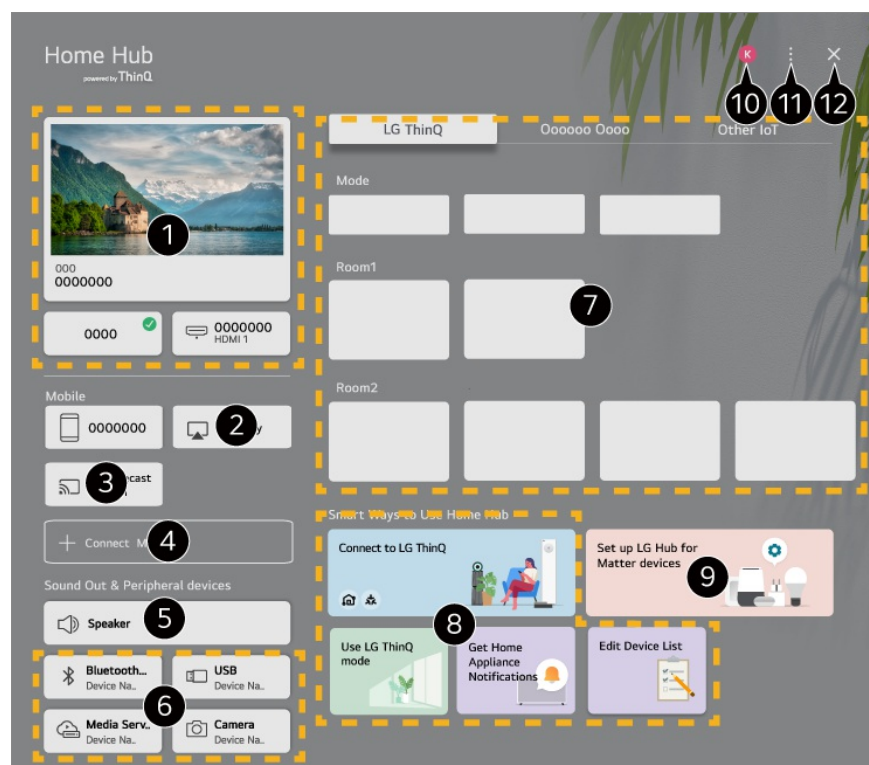 Home Hub
powered by ThinQ
K
10 11 12
LG ThinQ
Oooooo Oooo
Other IoT
1
000
0000000
0000
0000000
HDMI 1
Mode
Room1
7
Room2
Mobile
0000000
2
y
3
cast
+ Connect M
4
Sound Out & Peripheral devices
Speaker
5
Bluetooth...
Device Na..
USB
Device Na..
6
Media Serv..
Device Na..
Camera
Device Na..
Smart Ways to Use Home Hub
Connect to LG ThinQ
Set up LG Hub for
Matter devices
9
8
Use LG ThinQ
mode
Get Home
Appliance
Notifications
Edit Device List